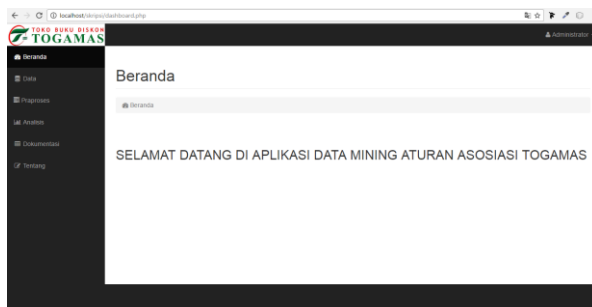 localhost/skripsi/dashboard.php
TOKO BUKU DISKON
TOGAMAS
Administrator
Beranda
Data
Praproses
Analisis
Dokumentasi
Tentang
Beranda
Beranda
SELAMAT DATANG DI APLIKASI DATA MINING ATURAN ASOSIASI TOGAMAS